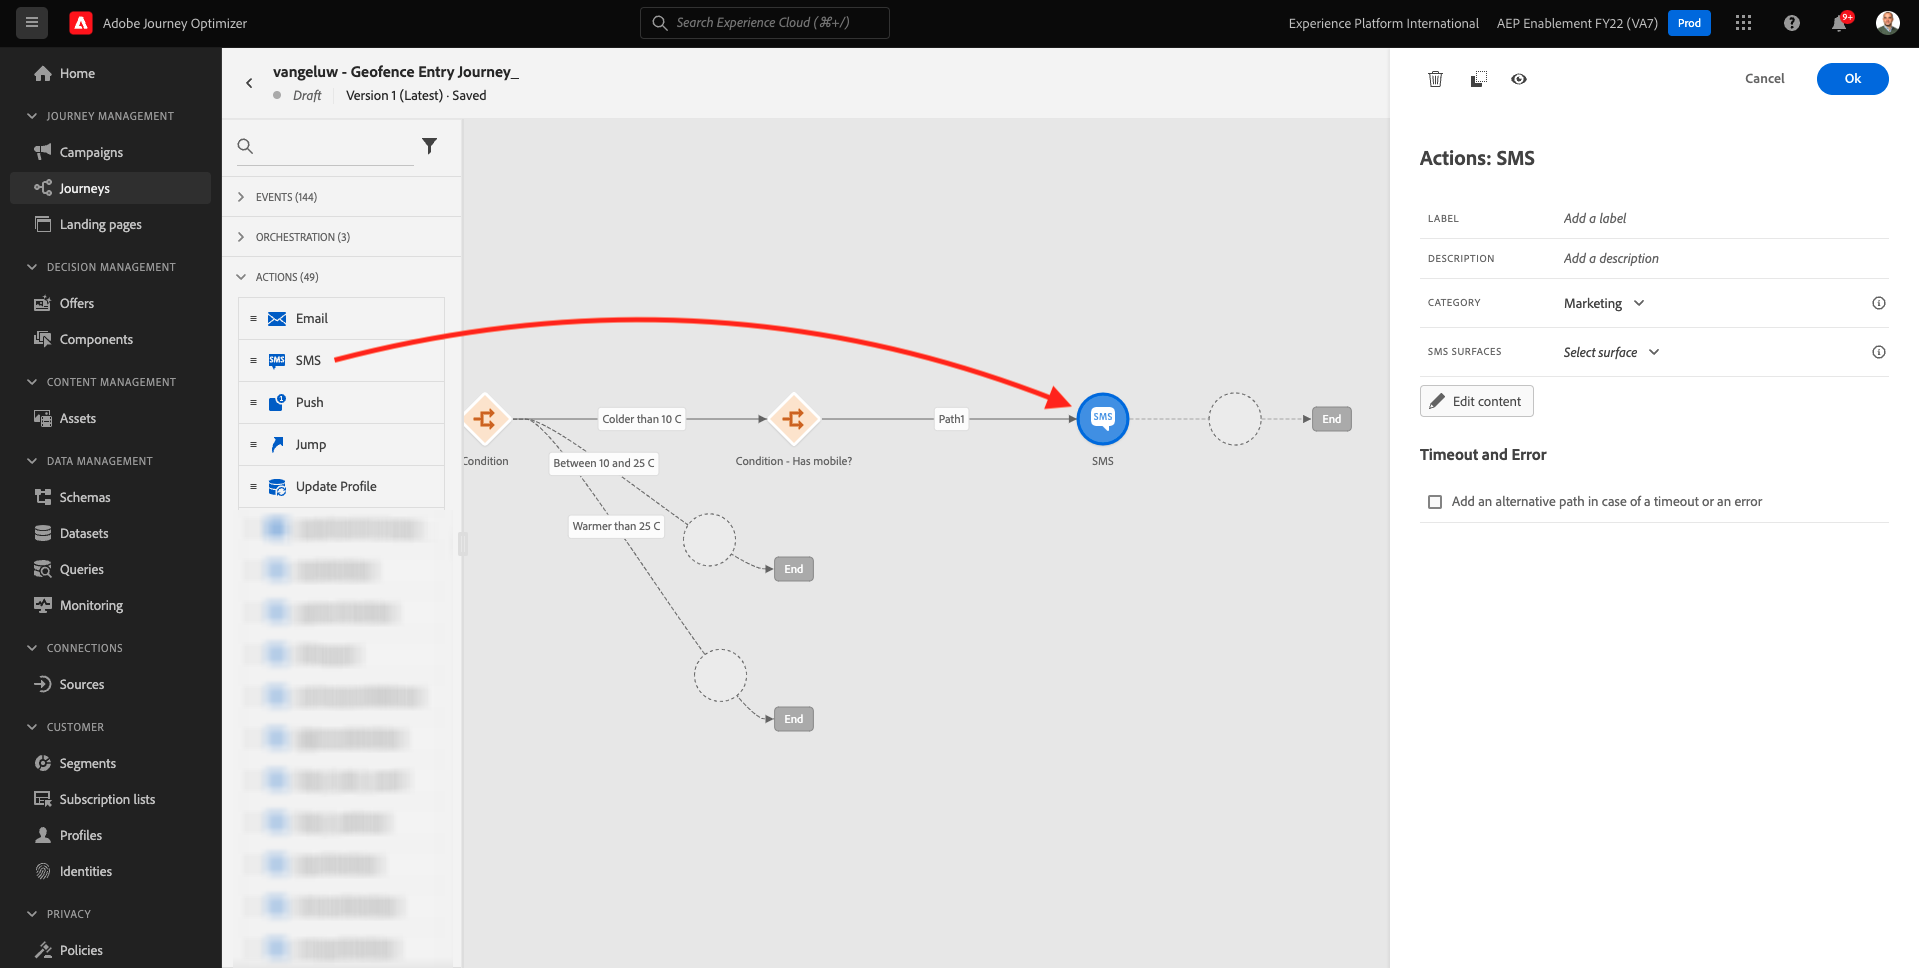 Adobe Journey Optimizer
Search Experience Cloud (⌘+/)
Experience Platform International
AEP Enablement FY22 (VA7)
Prod
9+
Home
JOURNEY MANAGEMENT
Campaigns
Journeys
Landing pages
DECISION MANAGEMENT
Offers
Components
CONTENT MANAGEMENT
Assets
DATA MANAGEMENT
Schemas
Datasets
Queries
Monitoring
CONNECTIONS
Sources
CUSTOMER
Segments
Subscription lists
Profiles
Identities
PRIVACY
Policies
vangeluw - Geofence Entry Journey_
Draft
Version 1 (Latest) · Saved
EVENTS (144)
ORCHESTRATION (3)
ACTIONS (49)
Email
SMS
SMS
Push
1
Jump
Update Profile
Condition
Colder than 10 C
Between 10 and 25 C
Warmer than 25 C
Condition - Has mobile?
Path1
SMS
SMS
End
End
End
Cancel
Ok
Actions: SMS
LABEL
Add a label
DESCRIPTION
Add a description
CATEGORY
Marketing
SMS SURFACES
Select surface
Edit content
Timeout and Error
Add an alternative path in case of a timeout or an error